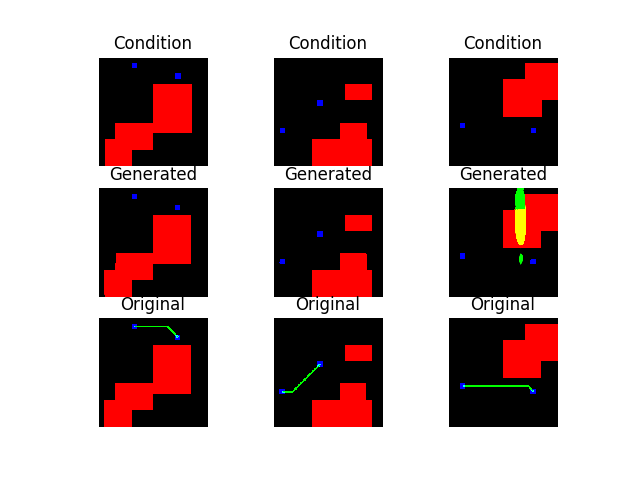 Condition Condition Condition
Generated Generated Generated
Original Original Original